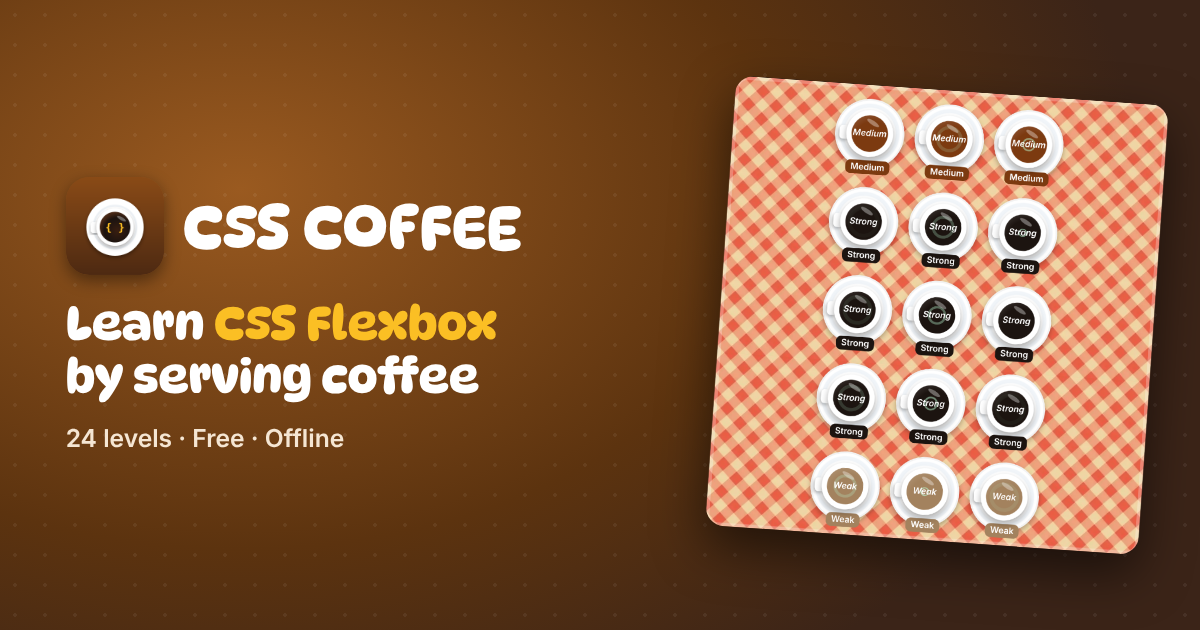 { }
CSS COFFEE
Learn CSS Flexbox
by serving coffee
24 levels · Free · Offline
Medium Medium Medium
Medium Medium Medium
Strong Strong Strong
Strong Strong Strong
Strong Strong Strong
Strong Strong Strong
Strong Strong Strong
Strong Strong Strong
Weak Weak Weak
Weak Weak Weak